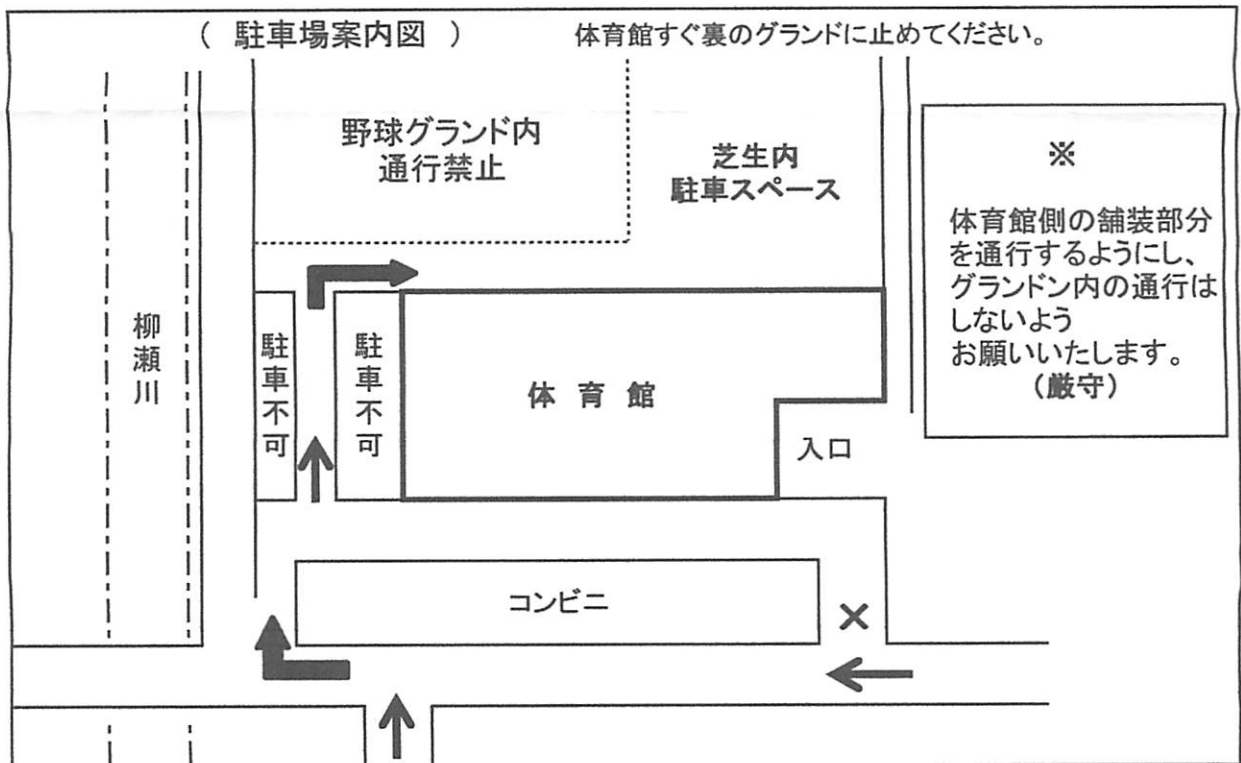 （ 駐車場案内図 ）
体育館すぐ裏のグランドに止めてください。
野球グランド内
通行禁止
芝生内
駐車スペース
※
体育館側の舗装部分
を通行するようにし、
グランドン内の通行は
しないよう
お願いいたします。
（厳守）
柳瀬川
駐車不可
駐車不可
体 育 館
入口
コンビニ
×